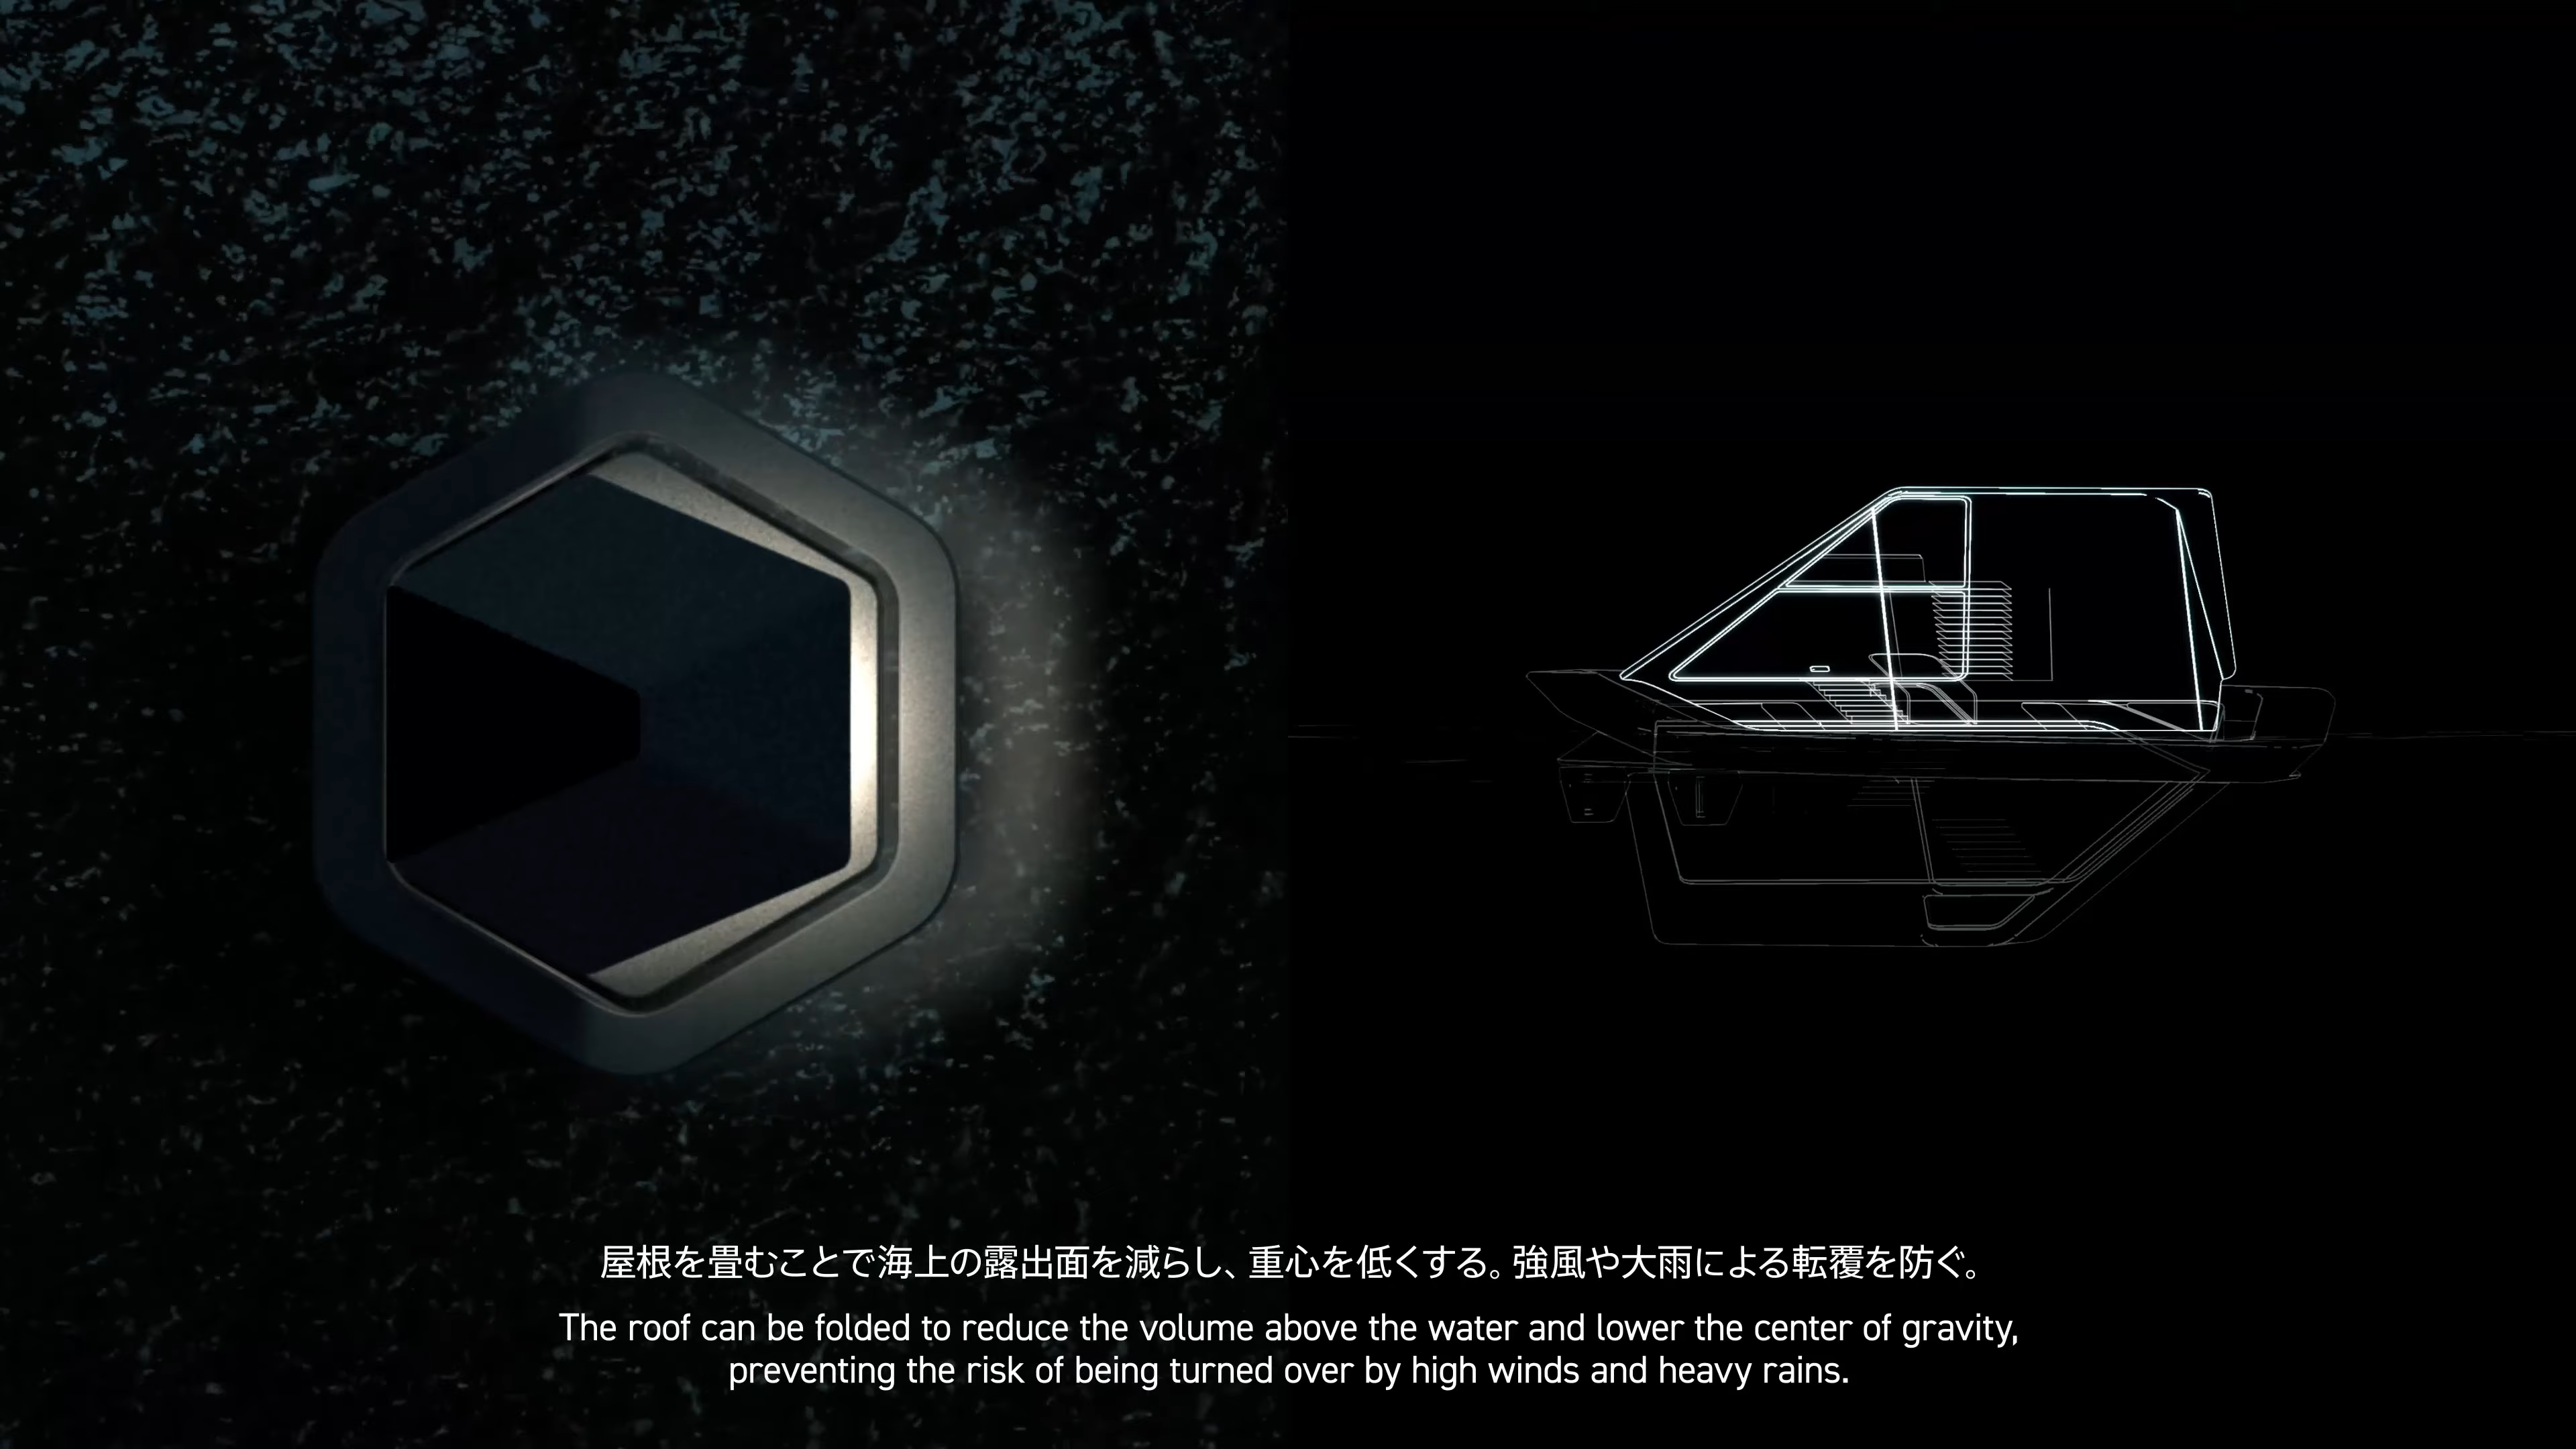 屋根を畳むことで海上の露出面を減らし、重心を低くする。強風や大雨による転覆を防ぐ。
The roof can be folded to reduce the volume above the water and lower the center of gravity,
preventing the risk of being turned over by high winds and heavy rains.